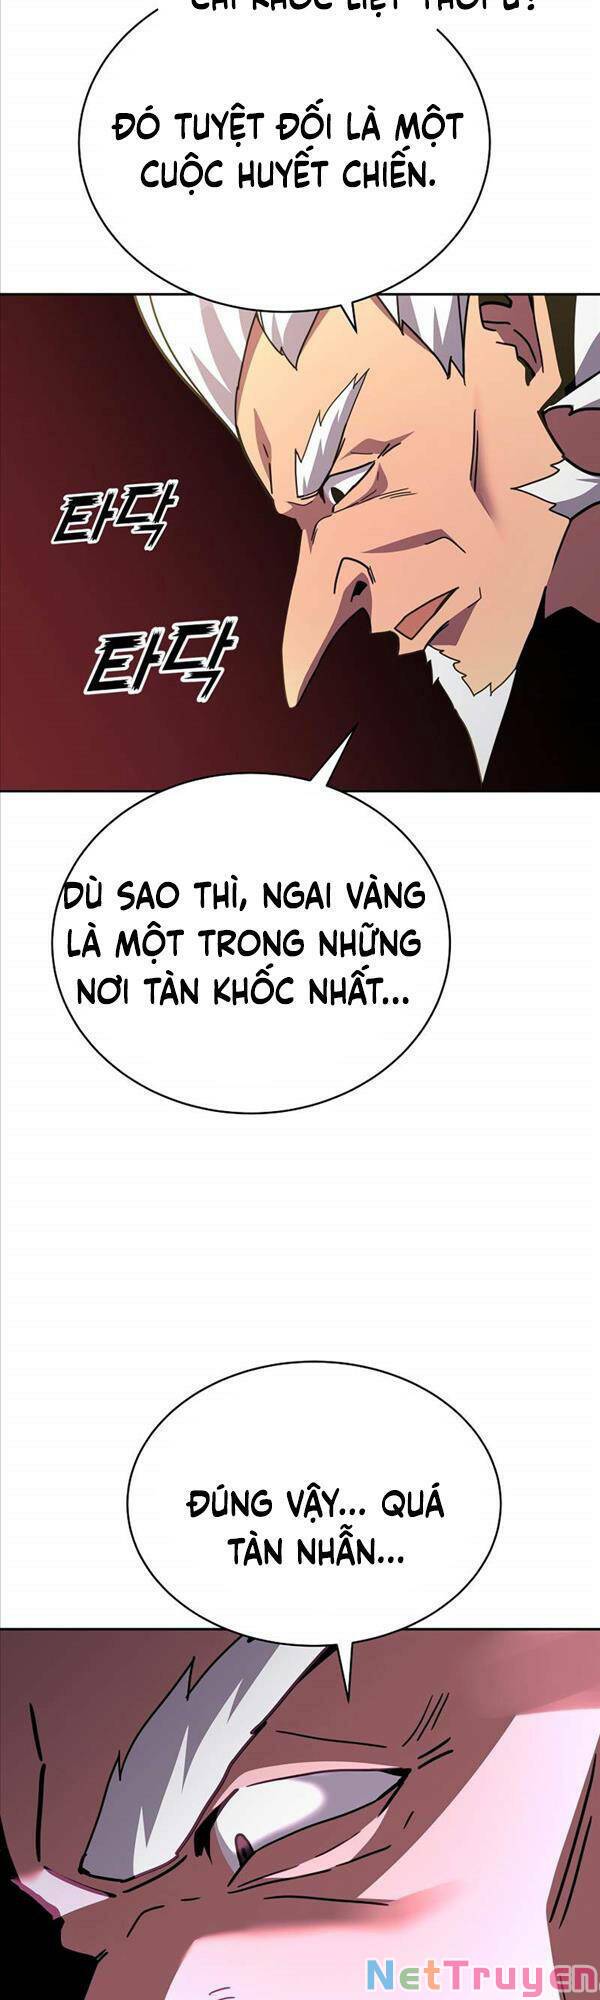 ĐÓ TUYỆT ĐỐI LÀ MỘT
CUỘC HUYẾT CHIẾN.
타닥
타닥
DÙ SAO THÌ, NGAI VÀNG
LÀ MỘT TRONG NHỮNG
NƠI TÀN KHỐC NHẤT...
ĐÚNG VẬY... QUÁ
TÀN NHẪN...
NetTruyen